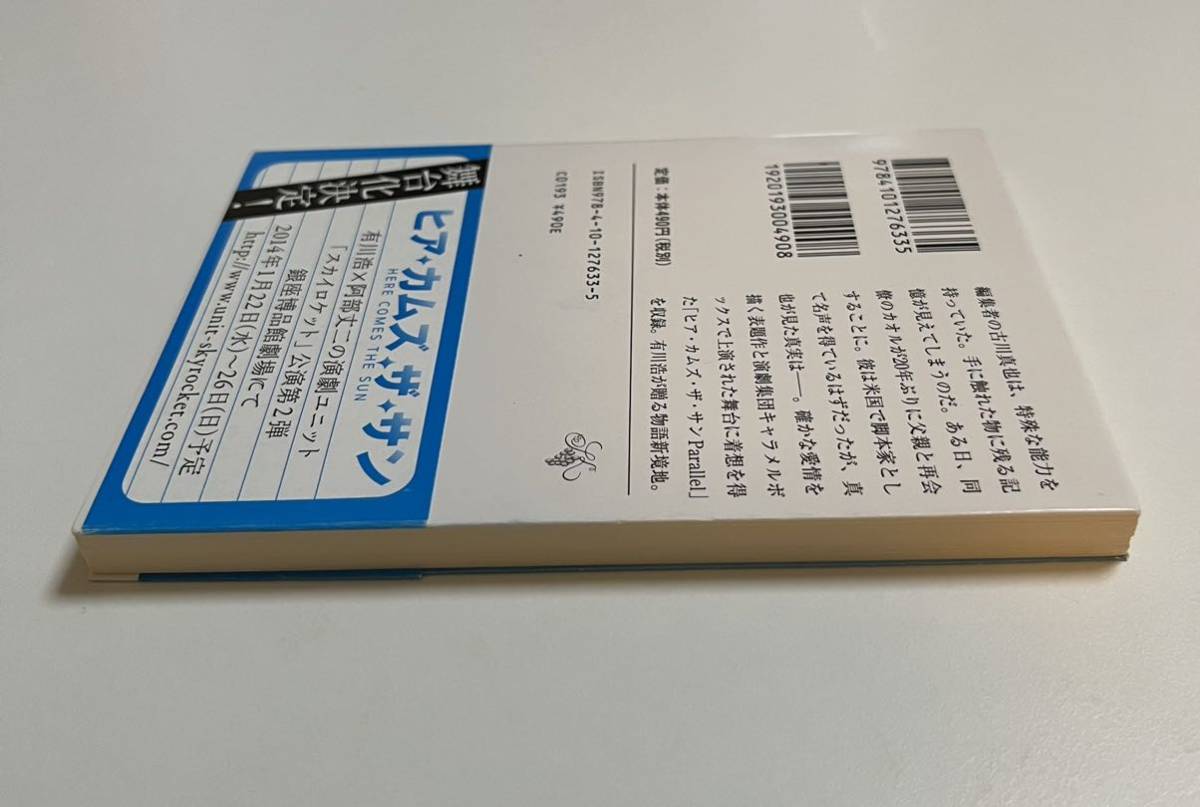 9784101276335
1920193004908
編集者の古川真也は、特殊な能力を
持っていた。手に触れた物に残る記
憶が見えてしまうのだ。ある日、同
僚のカオルが20年ぶりに父親と再会
することに。彼は米国で脚本家とし
て名声を得ているはずだったが、真
也が見た真実は――。確かな愛情を
描く表題作と演劇集団キャラメルボ
ックスで上演された舞台に着想を得
た「ヒア・カムズ・ザ・サン Parallel」
を収録。有川浩が贈る物語新境地。
定価：本体490円（税別）
ISBN978-4-10-127633-5
C0193 ¥490E
舞台化決定！
ヒア・カムズ・ザ・サン
HERE COMES THE SUN
有川浩×阿部丈二の演劇ユニット
「スカイロケット」公演第2弾
銀座博品館劇場にて
2014年1月22日(水)～26日(日)予定
http://www.unit-skyrocker.com/